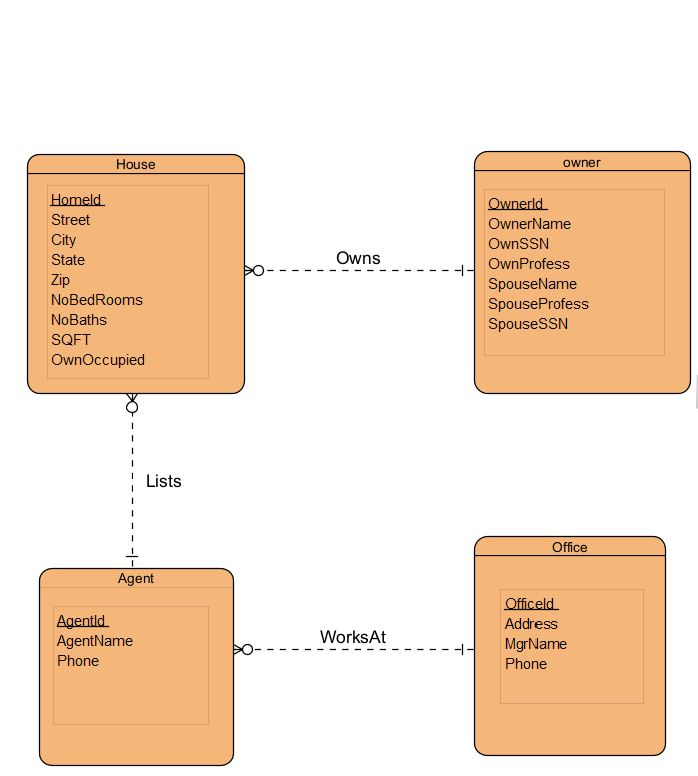 House
HomeId
Street
City
State
Zip
NoBedRooms
NoBaths
SQFT
OwnOccupied
Owns
owner
OwnerId
OwnerName
OwnSSN
OwnProfess
SpouseName
SpouseProfess
SpouseSSN
Lists
Agent
AgentId
AgentName
Phone
WorksAt
Office
OfficeId
Address
MgrName
Phone